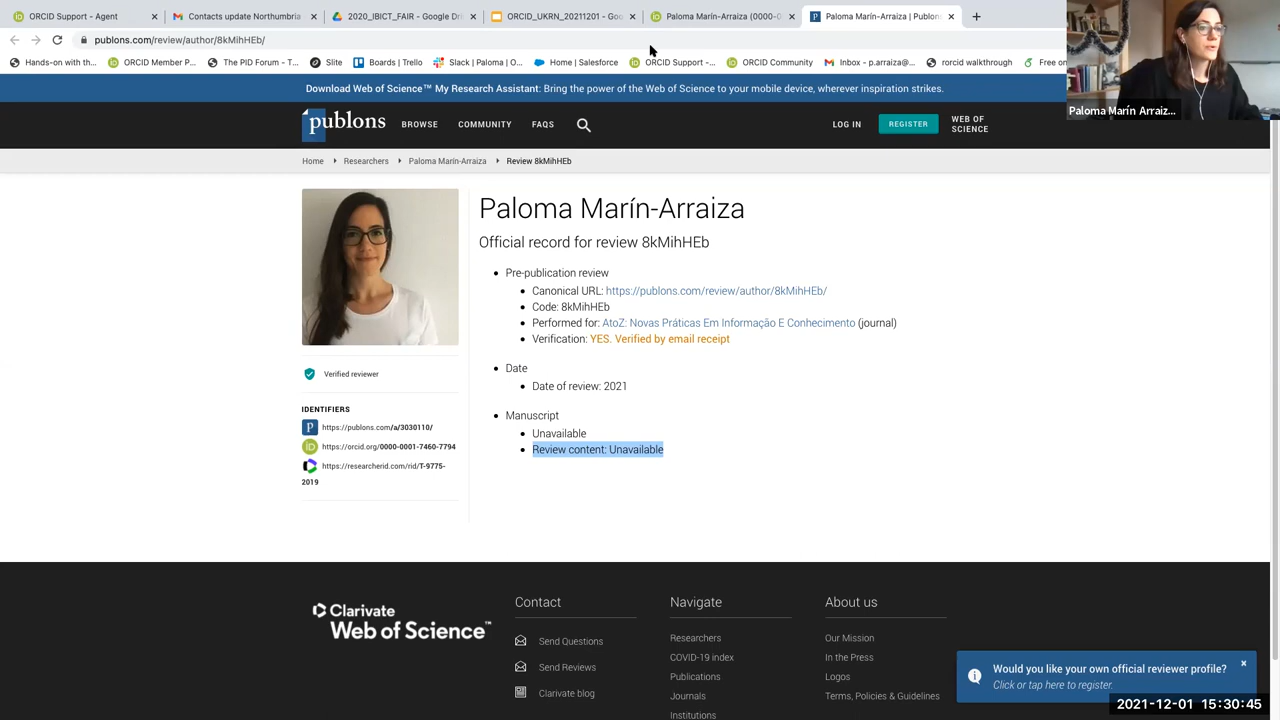 ORCID Support - Agent
Contacts update Northumbria
2020_IBICT_FAIR - Google Dri
ORCID_UKRN_20211201 - Goo
Paloma Marín-Arraiza (0000-0
Paloma Marín-Arraiza | Publon
publons.com/review/author/8kMihHEb/
Hands-on with th...
ORCID Member P...
The PID Forum - T...
Slite
Boards | Trello
Slack | Paloma | O...
Home | Salesforce
ORCID Support -...
ORCID Community
Inbox - p.arraiza@...
rorcid walkthrough
Free on
Paloma Marín Arraiz...
Download Web of Science™ My Research Assistant: Bring the power of the Web of Science to your mobile device, wherever inspiration strikes.
publons
BROWSE
COMMUNITY
FAQS
LOG IN
REGISTER
WEB OF
SCIENCE
Home
Researchers
Paloma Marín-Arraiza
Review 8kMihHEb
Paloma Marín-Arraiza
Official record for review 8kMihHEb
Pre-publication review
Canonical URL: https://publons.com/review/author/8kMihHEb/
Code: 8kMihHEb
Performed for: AtoZ: Novas Práticas Em Informação E Conhecimento (journal)
Verification: YES. Verified by email receipt
Date
Date of review: 2021
Manuscript
Unavailable
Review content: Unavailable
Verified reviewer
IDENTIFIERS
p https://publons.com/a/3030110/
iD https://orcid.org/0000-0001-7460-7794
https://researcherid.com/rid/T-9775-
2019
Clarivate
Web of Science™
Contact
Send Questions
Send Reviews
Clarivate blog
Navigate
Researchers
COVID-19 index
Publications
Journals
Institutions
About us
Our Mission
In the Press
Logos
Terms, Policies & Guidelines
Would you like your own official reviewer profile?
Click or tap here to register.
2021-12-01 15:30:45